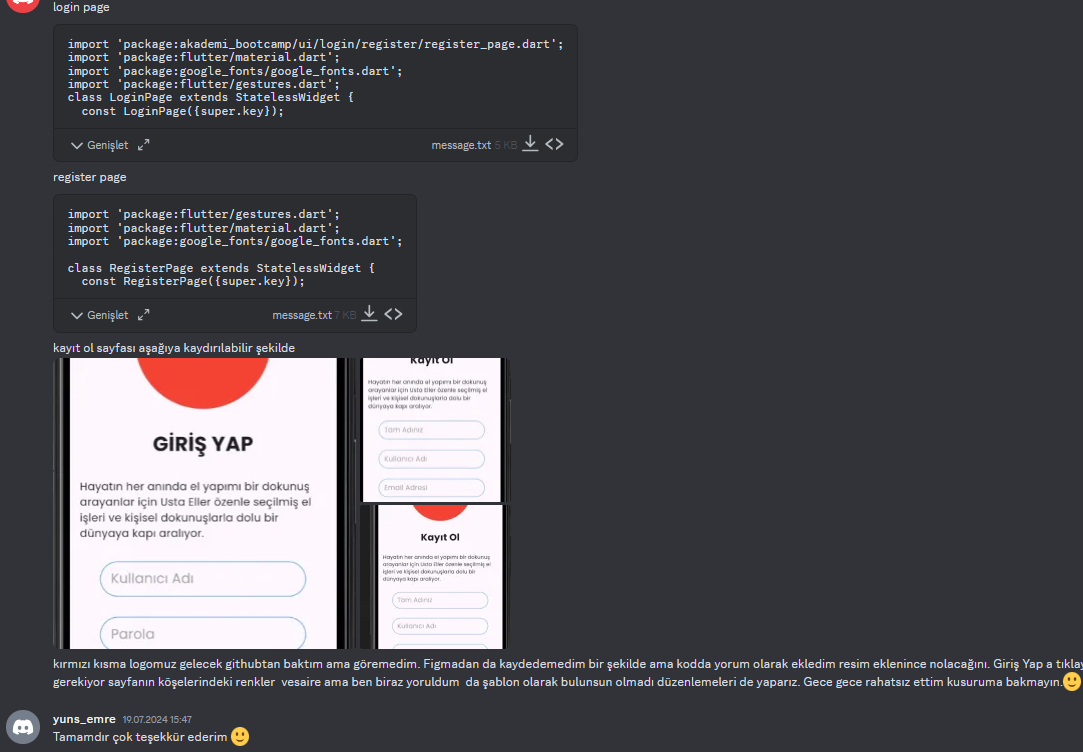 login page
import 'package:akademi_bootcamp/ui/login/register/register_page.dart';
import 'package:flutter/material.dart';
import 'package:google_fonts/google_fonts.dart';
import 'package:flutter/gestures.dart';
class LoginPage extends StatelessWidget {
const LoginPage({super.key});
Genişlet message.txt 5 KB
register page
import 'package:flutter/gestures.dart';
import 'package:flutter/material.dart';
import 'package:google_fonts/google_fonts.dart';
class RegisterPage extends StatelessWidget {
const RegisterPage({super.key});
Genişlet message.txt 7 KB
kayıt ol sayfası aşağıya kaydırılabilir şekilde
GİRİŞ YAP
Hayatın her anında el yapımı bir dokunuş
arayanlar için Usta Eller özenle seçilmiş el
işleri ve kişisel dokunuşlarla dolu bir
dünyaya kapı aralıyor.
Kullanıcı Adı
Parola
Kayıt Ol
Hayatın her anında el yapımı bir dokunuş
arayanlar için Usta Eller özenle seçilmiş el
işleri ve kişisel dokunuşlarla dolu bir
dünyaya kapı aralıyor.
Tam Adınız
Kullanıcı Adı
Email Adresi
Kayıt Ol
Hayatın her anında el yapımı bir dokunuş
arayanlar için Usta Eller özenle seçilmiş el
işleri ve kişisel dokunuşlarla dolu bir
dünyaya kapı aralıyor.
Tam Adınız
Kullanıcı Adı
kırmızı kısma logomuz gelecek githubtan baktım ama göremedim. Figmadan da kaydedemedim bir şekilde ama kodda yorum olarak ekledim resim eklenince nolacağını. Giriş Yap a tıklay
gerekiyor sayfanın köşelerindeki renkler vesaire ama ben biraz yoruldum da şablon olarak bulunsun olmadı düzenlemeleri de yaparız. Gece gece rahatsız ettim kusuruma bakmayın.🙂
yuns_emre 19.07.2024 15:47
Tamamdır çok teşekkür ederim 🙂